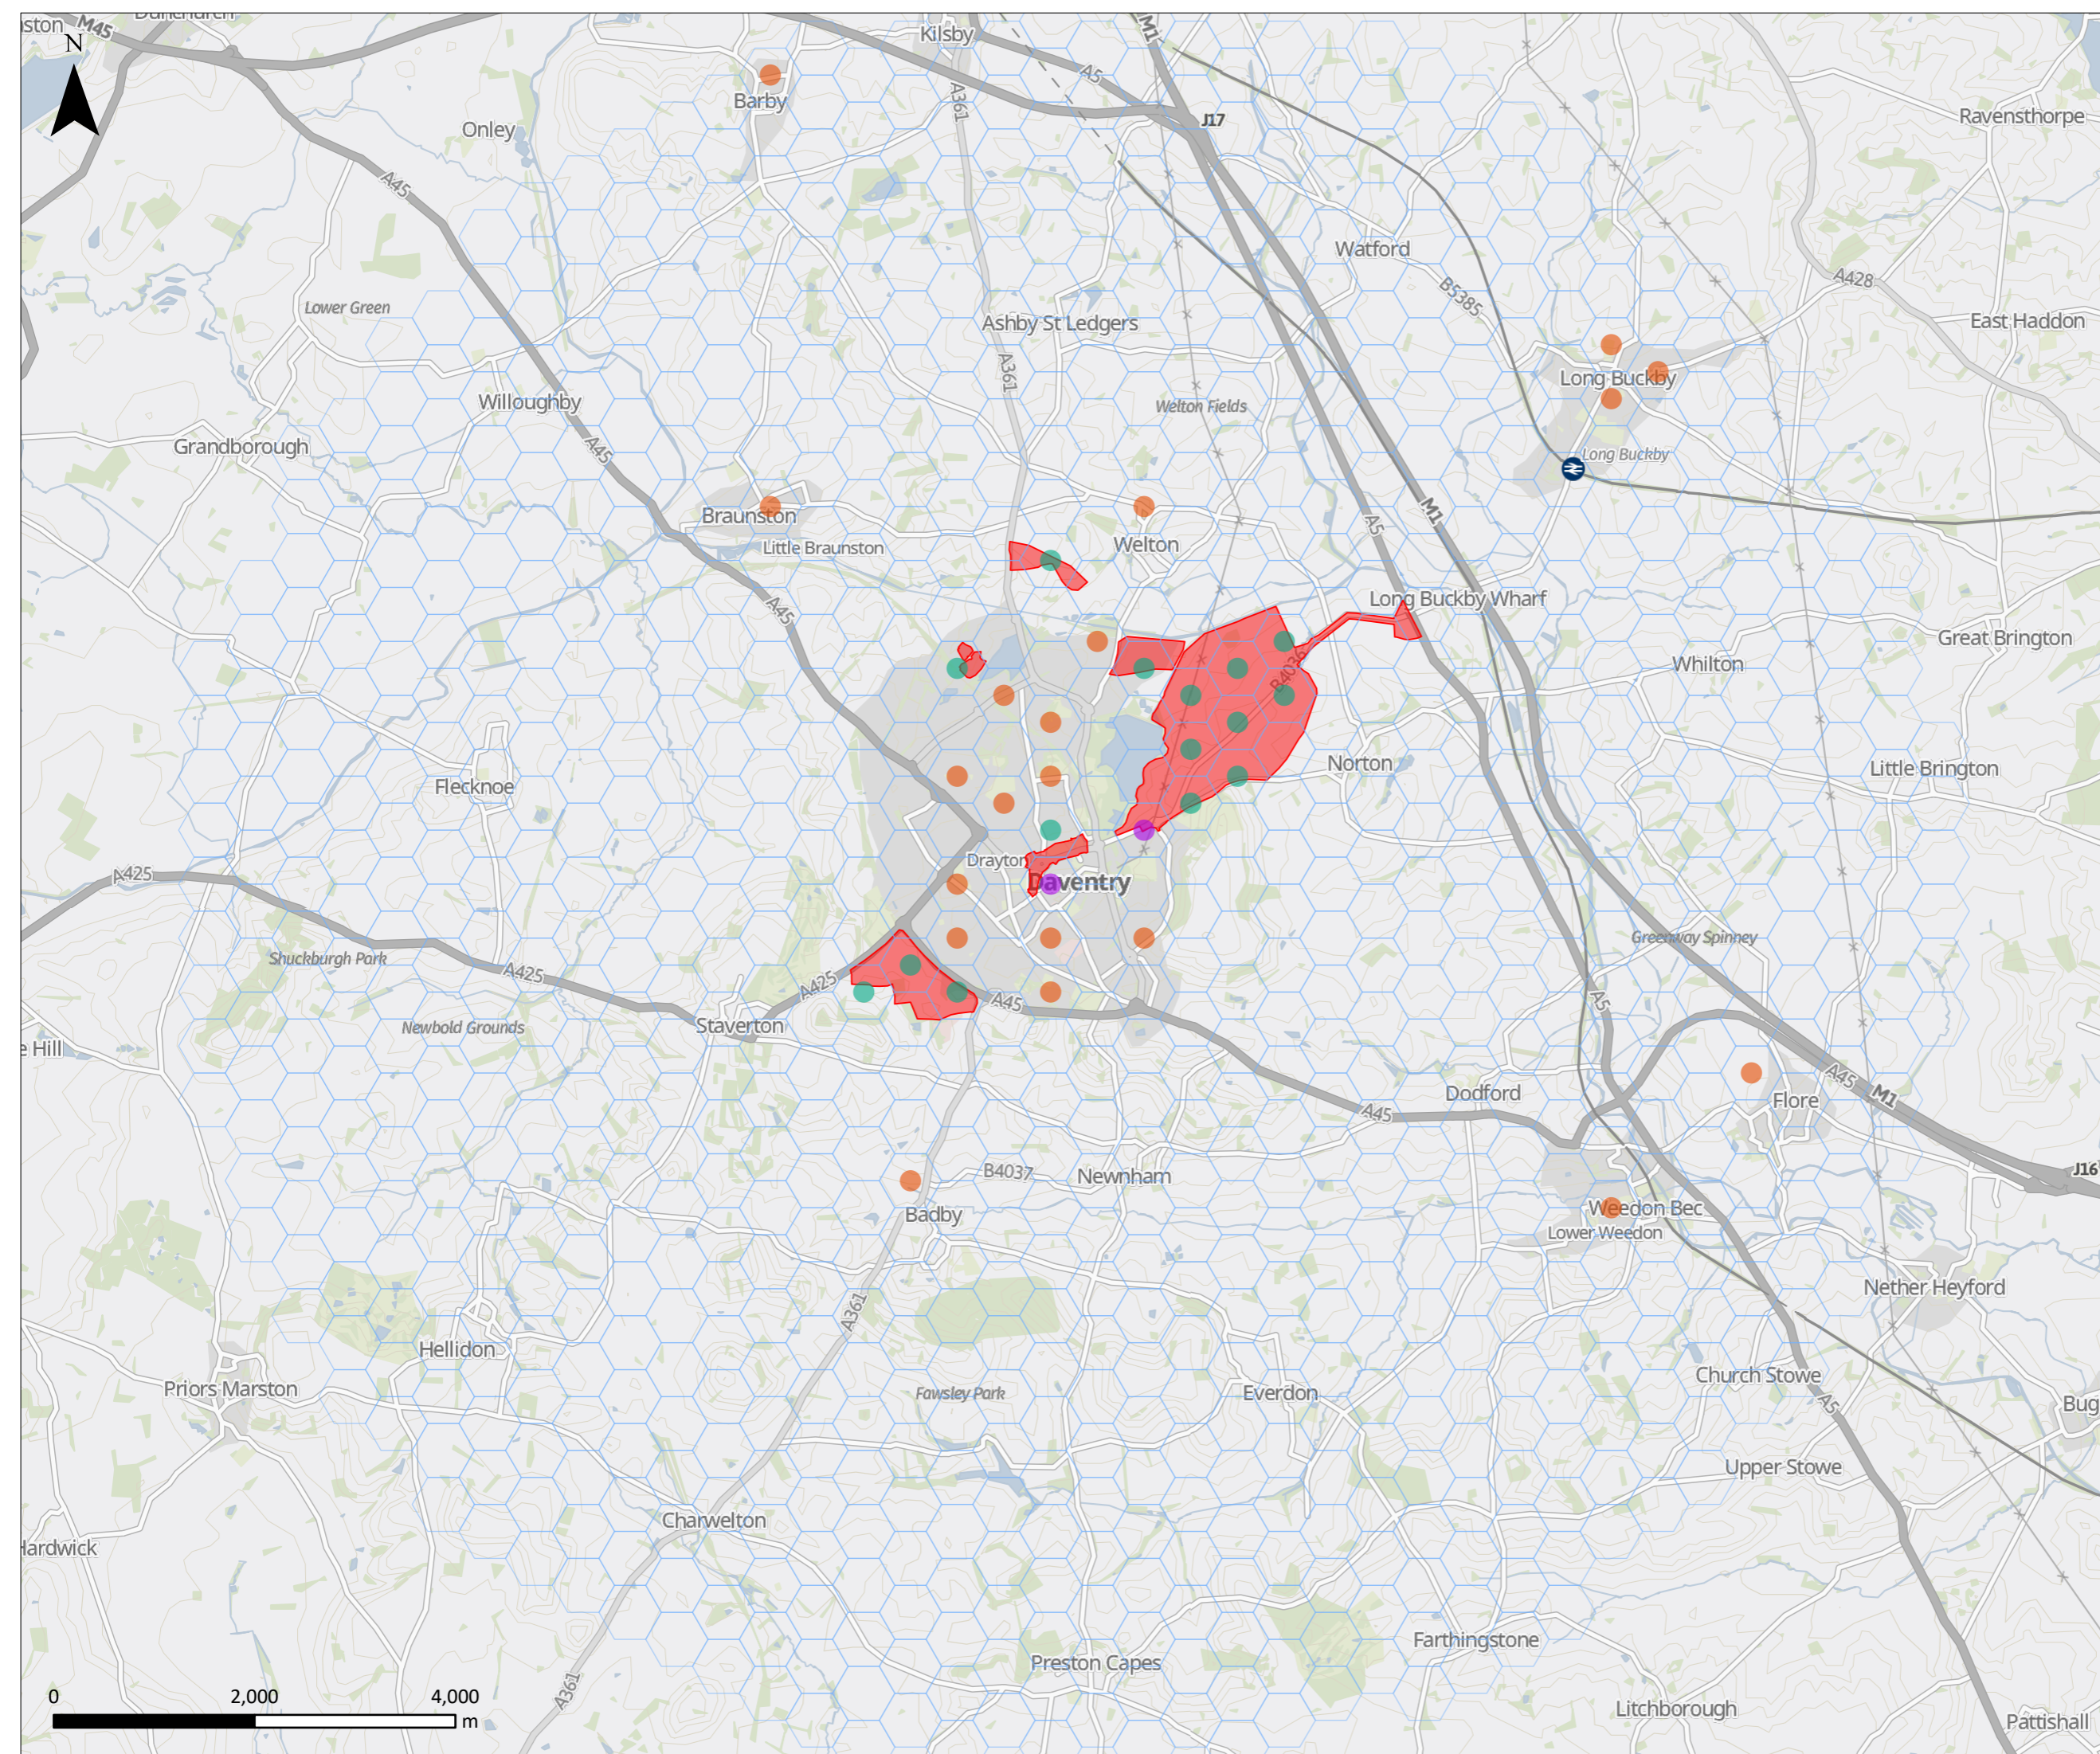 M45
Kilsby
M1
N
A5
Barby
A361
J17
Ravensthorpe
Onley
A45
Watford
A428
B5385
Lower Green
East Haddon
Ashby St Ledgers
A361
Long Buckby
Willoughby
Welton Fields
Grandborough
A45
Long Buckby
Braunston
M1
A5
Little Braunston
Welton
A45
Long Buckby Wharf
Great Brington
Whilton
B4036
Norton
Little Brington
Flecknoe
Drayton
A425
Daventry
Greenway Spinney
Shuckburgh Park
A425
A425
A45
A5
Newbold Grounds
Staverton
e Hill
A45
Dodford
M1
Flore
A45
J16
B4037
Newnham
Badby
Weedon Bec
Lower Weedon
Nether Heyford
A361
Hellidon
Church Stowe
Priors Marston
Fawsley Park
Everdon
A5
Bug
Upper Stowe
Charwelton
Hardwick
Farthingstone
Preston Capes
A361
0 2,000 4,000
m
Litchborough
Pattishall